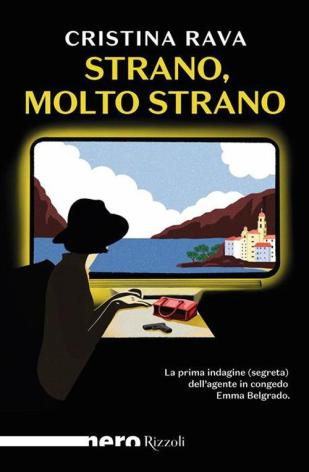 CRISTINA RAVA
STRANO,
MOLTO STRANO
La prima indagine (segreta)
dell'agente in congedo
Emma Belgrado.
nero Rizzoli